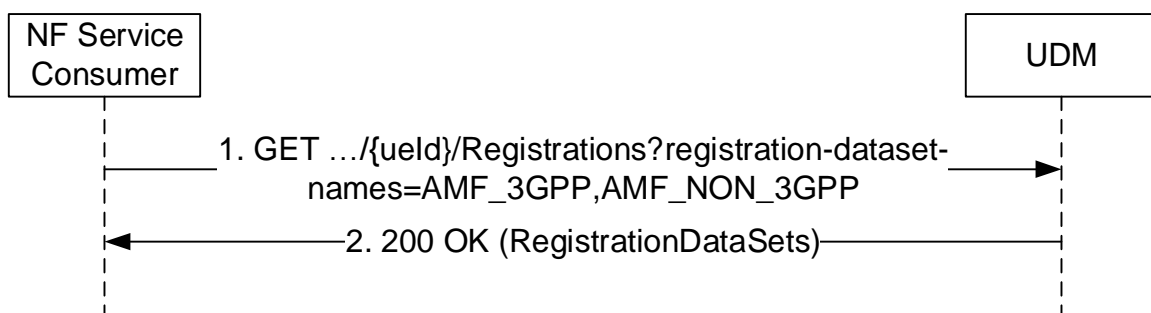 NF Service
Consumer
UDM
1. GET …/{ueId}/Registrations?registration-dataset-
names=AMF_3GPP,AMF_NON_3GPP
2. 200 OK (RegistrationDataSets)